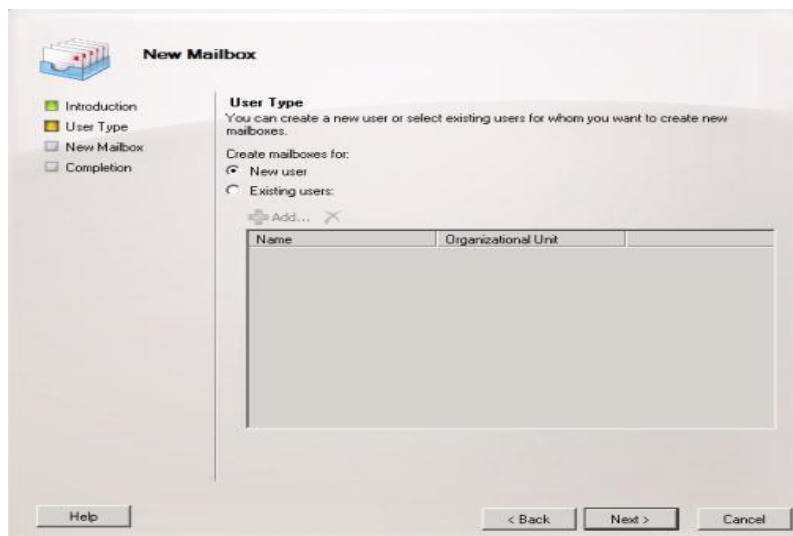 New Mailbox
Introduction
User Type
New Mailbox
Completion
User Type
You can create a new user or select existing users for whom you want to create new
mailboxes.
Create mailboxes for:
New user
Existing users:
Add...
Name Organizational Unit
Help < Back Next > Cancel